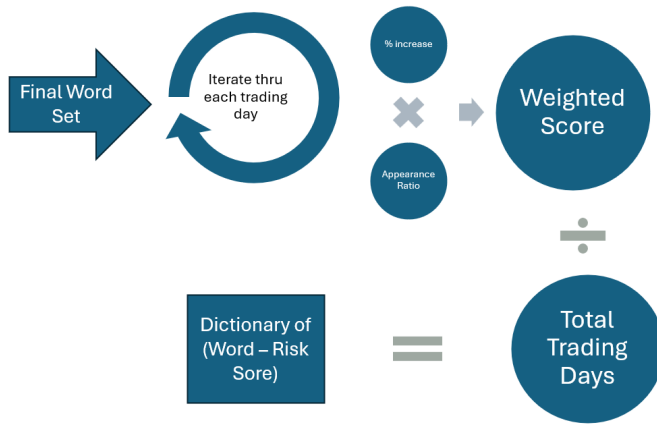 Final Word
Set
Iterate thru
each trading
day
% increase
Appearance
Ratio
Weighted
Score
Dictionary of
(Word – Risk
Sore)
Total
Trading
Days